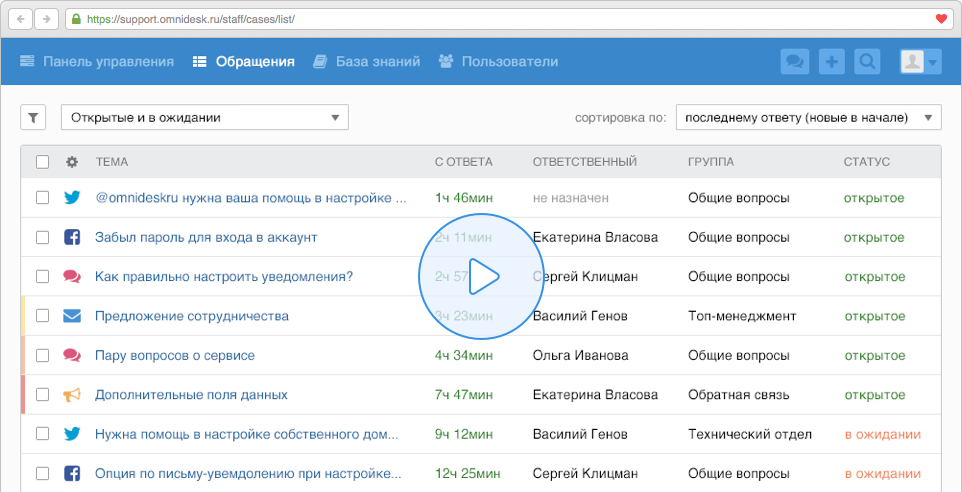 https://support.omnidesk.ru/staff/cases/list/
Панель управления Обращения База знаний Пользователи
Открытые и в ожидании сортировка по: последнему ответу (новые в начале)
ТЕМА С ОТВЕТА ОТВЕТСТВЕННЫЙ ГРУППА СТАТУС
@omnideskru нужна ваша помощь в настройке ... 1ч 46мин не назначен Общие вопросы открытое
Забыл пароль для входа в аккаунт 2ч 11мин Екатерина Власова Общие вопросы открытое
Как правильно настроить уведомления? 2ч 57 Сергей Клицман Общие вопросы открытое
Предложение сотрудничества 3ч 23мин Василий Генов Топ-менеджмент открытое
Пару вопросов о сервисе 4ч 34мин Ольга Иванова Общие вопросы открытое
Дополнительные поля данных 7ч 47мин Екатерина Власова Обратная связь открытое
Нужна помощь в настройке собственного дом... 9ч 12мин Василий Генов Технический отдел в ожидании
Опция по письму-увемдолению при настройке... 12ч 25мин Сергей Клицман Общие вопросы в ожидании